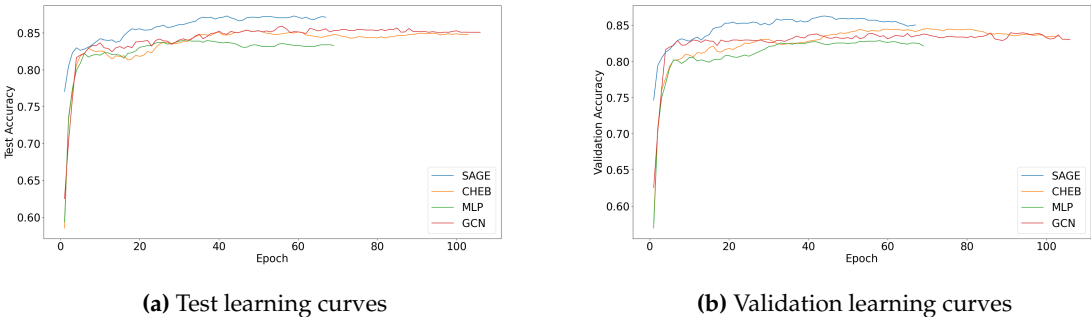 0.85
0.80
0.75
0.70
0.65
0.60
Test Accuracy
SAGE
CHEB
MLP
GCN
0 20 40 60 80 100
Epoch
(a) Test learning curves
0.85
0.80
0.75
0.70
0.65
0.60
Validation Accuracy
SAGE
CHEB
MLP
GCN
0 20 40 60 80 100
Epoch
(b) Validation learning curves